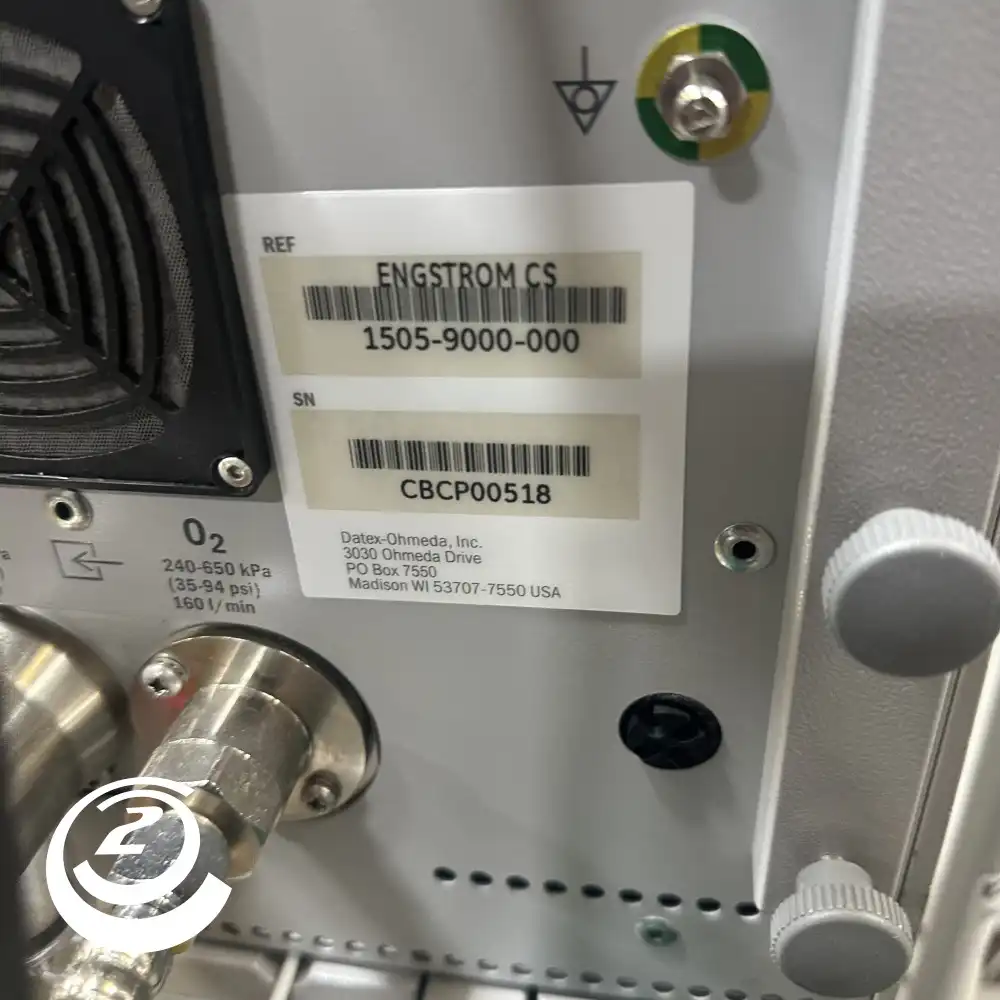 REF
ENGSTROM CS
1505-9000-000
SN
CBCP00518
Datex-Ohmeda, Inc.
3030 Ohmeda Drive
PO Box 7550
Madison WI 53707-7550 USA
O2
240-650 kPa
(35-94 psi)
160 l/min
2